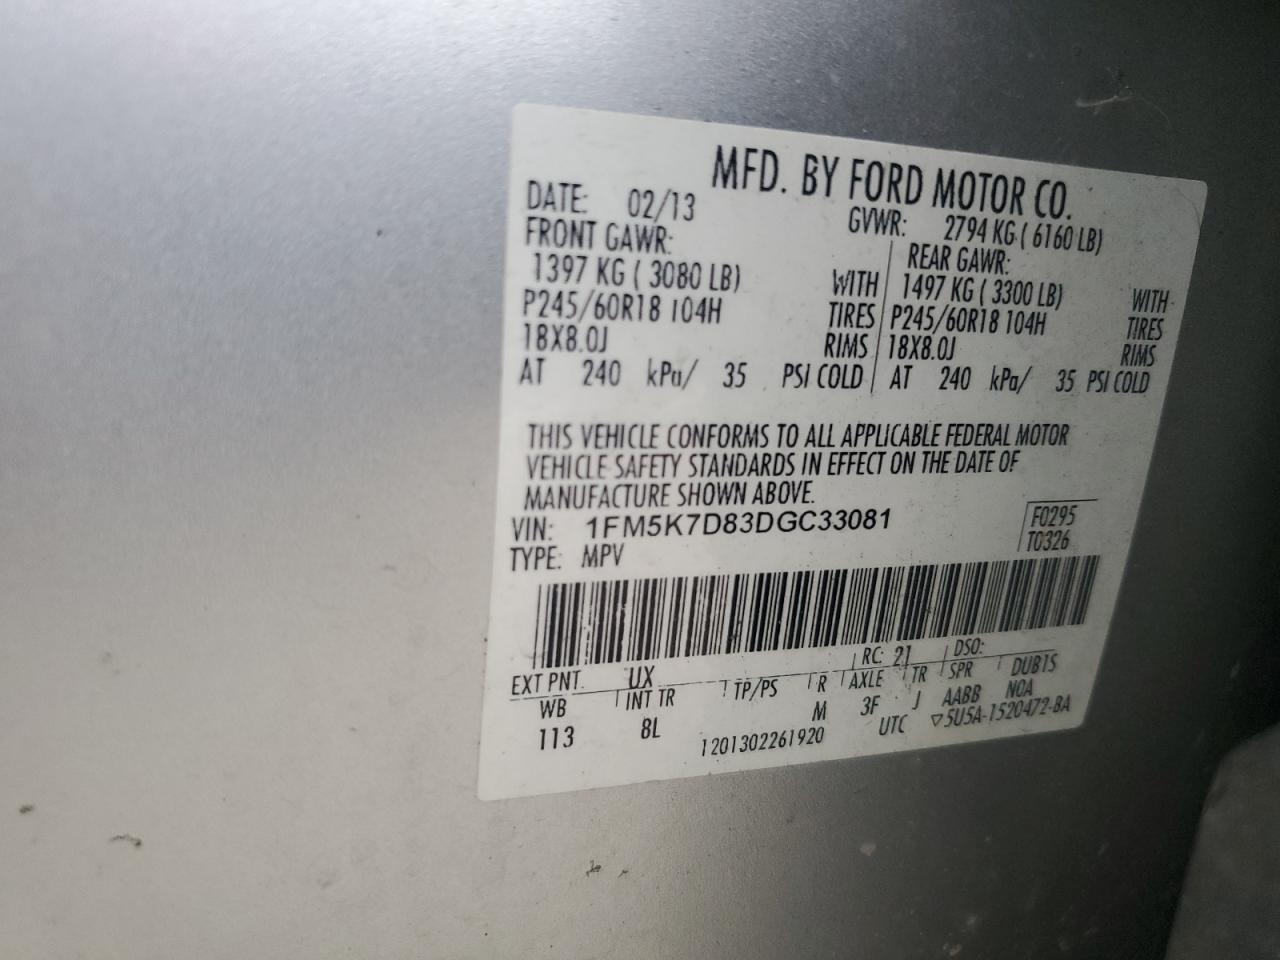 MFD. BY FORD MOTOR CO.
DATE: 02/13 GVWR: 2794 KG ( 6160 LB)
FRONT GAWR: REAR GAWR:
1397 KG ( 3080 LB) WITH 1497 KG ( 3300 LB) WITH
P245/60R18 104H TIRES P245/60R18 104H TIRES
18X8.0J RIMS 18X8.0J RIMS
AT 240 kPa/ 35 PSI COLD AT 240 kPa/ 35 PSI COLD
THIS VEHICLE CONFORMS TO ALL APPLICABLE FEDERAL MOTOR
VEHICLE SAFETY STANDARDS IN EFFECT ON THE DATE OF
MANUFACTURE SHOWN ABOVE.
VIN: 1FM5K7D83DGC33081 F0295
TYPE: MPV T0326
EXT PNT: UX RC: 21 DSO:
WB INT TR TP/PS R AXLE TR SPR DUB1S
113 8L M 3F J AABB N0A
1201302261920 UTC ▽5U5A-1520472-BA